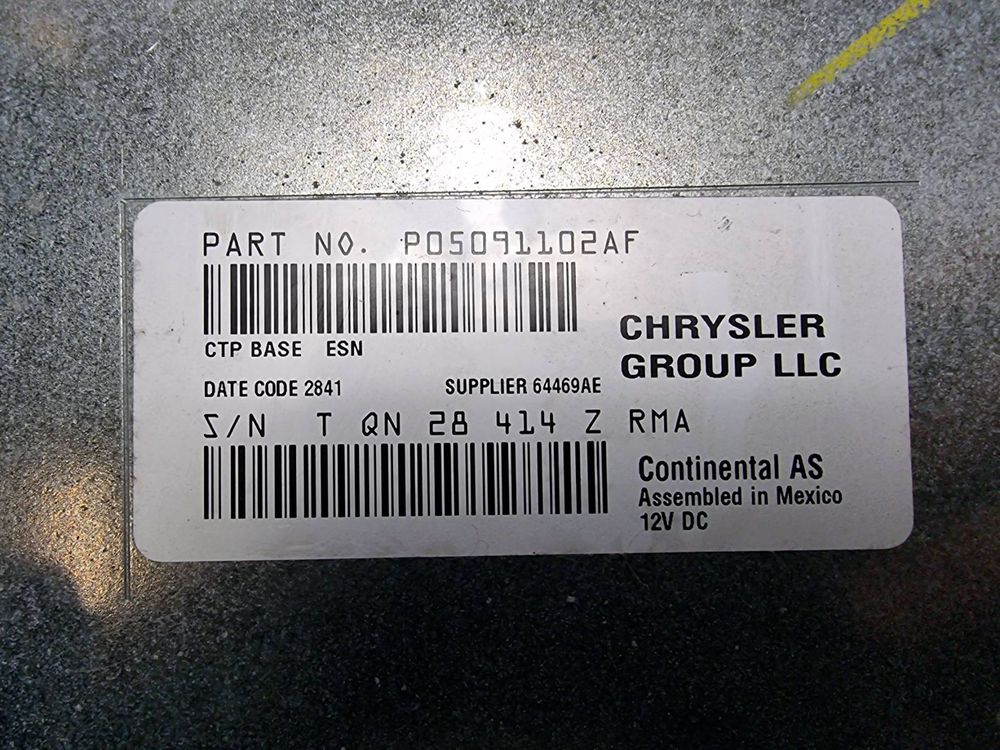 PART NO. P05091102AF
CTP BASE ESN
DATE CODE 2841 SUPPLIER 64469AE
S/N T QN 28 414 Z RMA
CHRYSLER
GROUP LLC
Continental AS
Assembled in Mexico
12V DC